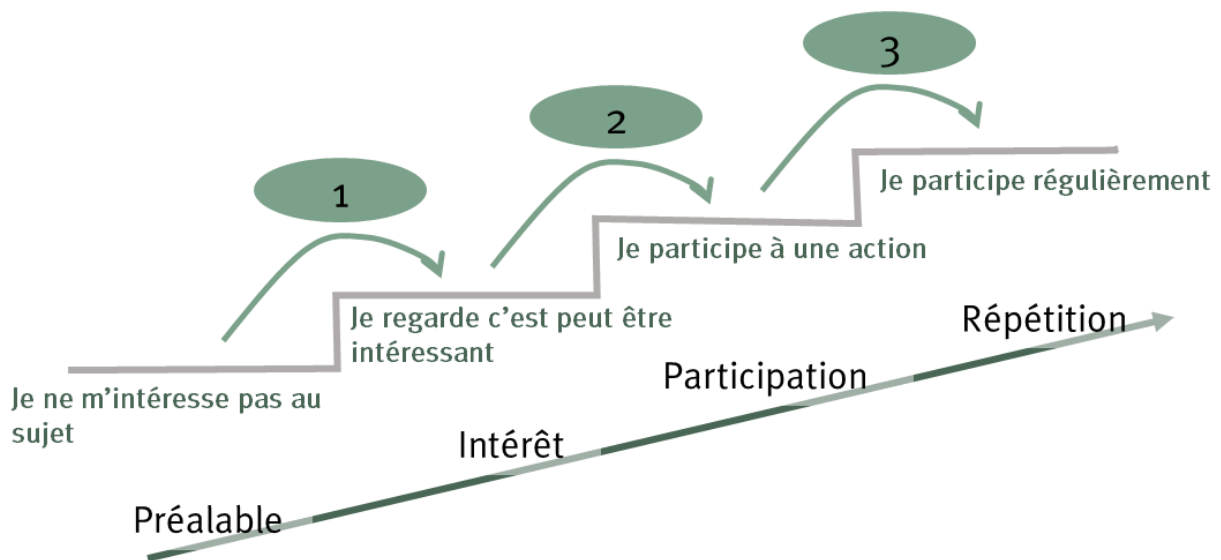 3
2
1
Je participe régulièrement
Je participe à une action
Je regarde c'est peut être
intéressant
Je ne m'intéresse pas au
sujet
Répétition
Participation
Intérêt
Préalable